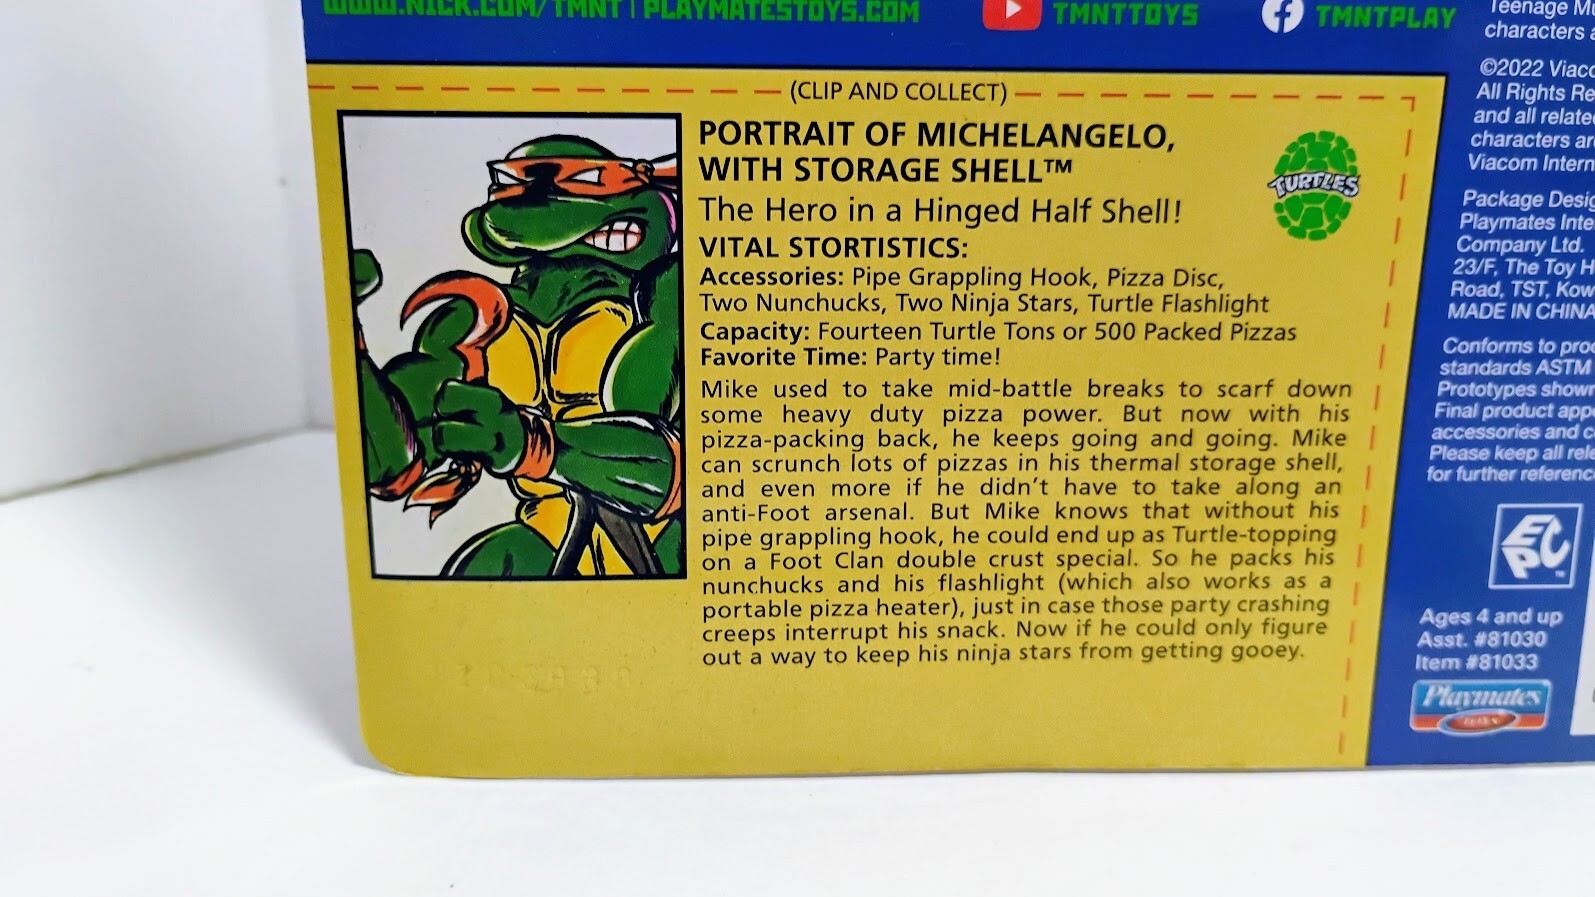 WWW.NICK.COM/TMNT | PLAYMATESTOYS.COM
TMNTTOYS
TMNTPLAY
(CLIP AND COLLECT)
PORTRAIT OF MICHELANGELO,
WITH STORAGE SHELL™
The Hero in a Hinged Half Shell!
VITAL STORTISTICS:
Accessories: Pipe Grappling Hook, Pizza Disc,
Two Nunchucks, Two Ninja Stars, Turtle Flashlight
Capacity: Fourteen Turtle Tons or 500 Packed Pizzas
Favorite Time: Party time!
Mike used to take mid-battle breaks to scarf down
some heavy duty pizza power. But now with his
pizza-packing back, he keeps going and going. Mike
can scrunch lots of pizzas in his thermal storage shell,
and even more if he didn't have to take along an
anti-Foot arsenal. But Mike knows that without his
pipe grappling hook, he could end up as Turtle-topping
on a Foot Clan double crust special. So he packs his
nunchucks and his flashlight (which also works as a
portable pizza heater), just in case those party crashing
creeps interrupt his snack. Now if he could only figure
out a way to keep his ninja stars from getting gooey.
TURTLES
Teenage
characters
©2022
All Rights
and all
characters
Viacom
Package
Playmates
Company Ltd.
23/F, The Toy
Road, TST,
MADE IN CHINA
Conforms to
standards ASTM
Prototypes
Final product
accessories and
Please keep all
for further
EPC
Ages 4 and up
Asst. #81030
Item #81033
Playmates
toys